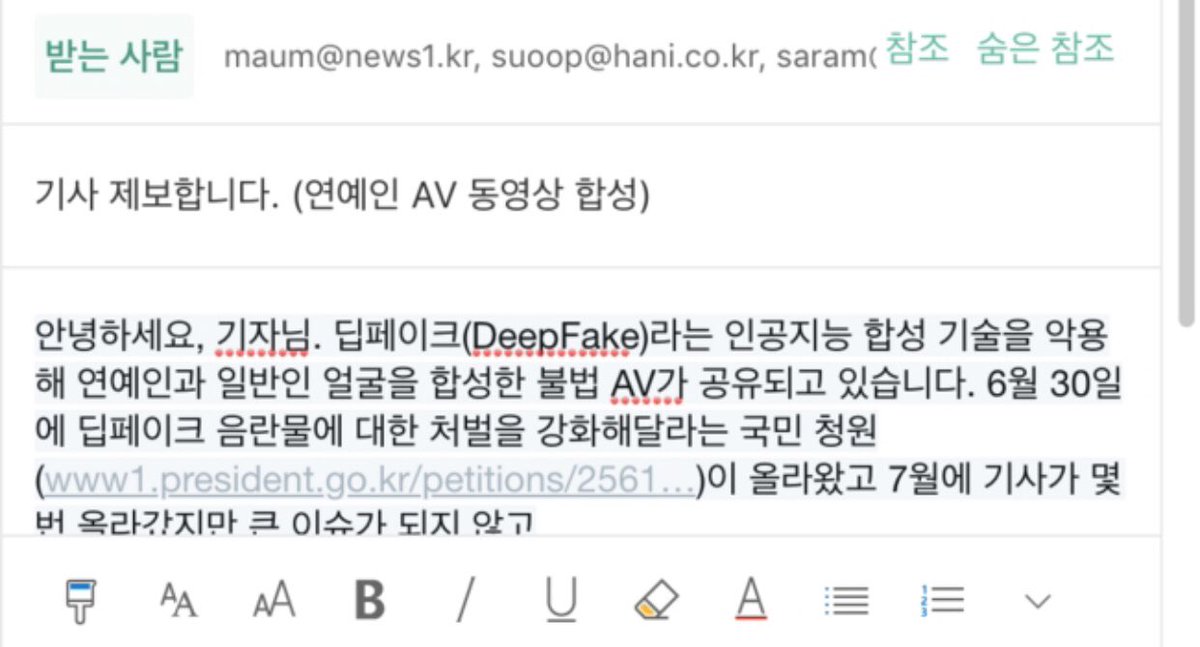 받는 사람 maum@news1.kr, suoop@hani.co.kr, saram( 참조 숨은 참조
기사 제보합니다. (연예인 AV 동영상 합성)
안녕하세요, 기자님. 딥페이크(DeepFake)라는 인공지능 합성 기술을 악용
해 연예인과 일반인 얼굴을 합성한 불법 AV가 공유되고 있습니다. 6월 30일
에 딥페이크 음란물에 대한 처벌을 강화해달라는 국민 청원
(www1.president.go.kr/petitions/2561...)이 올라왔고 7월에 기사가 몇
번 올라갔지만 큰 이슈가 되지 않고
AA AA B / U A